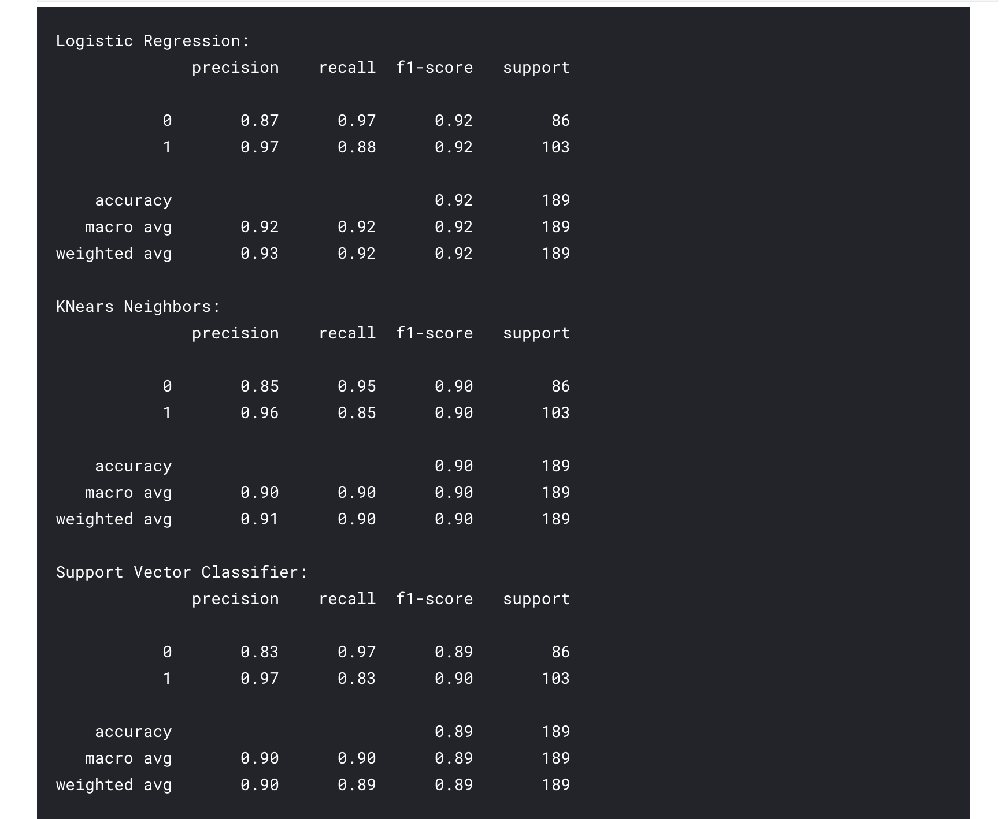 Logistic Regression:
precision recall f1-score support
0 0.87 0.97 0.92 86
1 0.97 0.88 0.92 103
accuracy 0.92 189
macro avg 0.92 0.92 0.92 189
weighted avg 0.93 0.92 0.92 189
KNears Neighbors:
precision recall f1-score support
0 0.85 0.95 0.90 86
1 0.96 0.85 0.90 103
accuracy 0.90 189
macro avg 0.90 0.90 0.90 189
weighted avg 0.91 0.90 0.90 189
Support Vector Classifier:
precision recall f1-score support
0 0.83 0.97 0.89 86
1 0.97 0.83 0.90 103
accuracy 0.89 189
macro avg 0.90 0.90 0.89 189
weighted avg 0.90 0.89 0.89 189